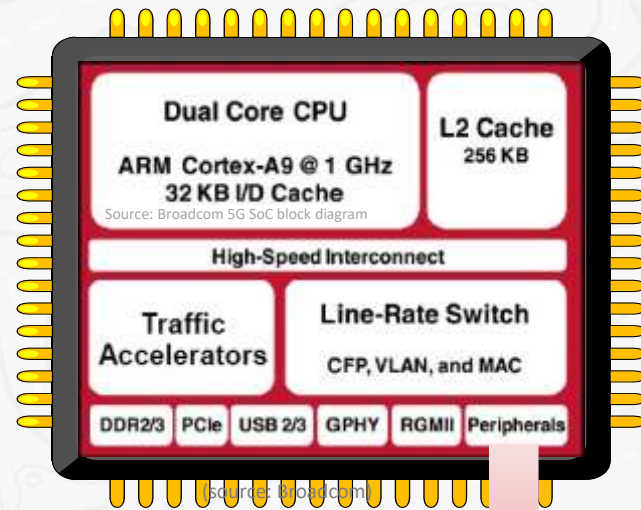 Dual Core CPU
ARM Cortex-A9 @ 1 GHz
32 KB I/D Cache
Source: Broadcom 5G SoC block diagram
L2 Cache
256 KB
High-Speed Interconnect
Traffic
Accelerators
Line-Rate Switch
CFP, VLAN, and MAC
DDR2/3 PCIe USB 2/3 GPHY RGMII Peripherals
(source: Broadcom)